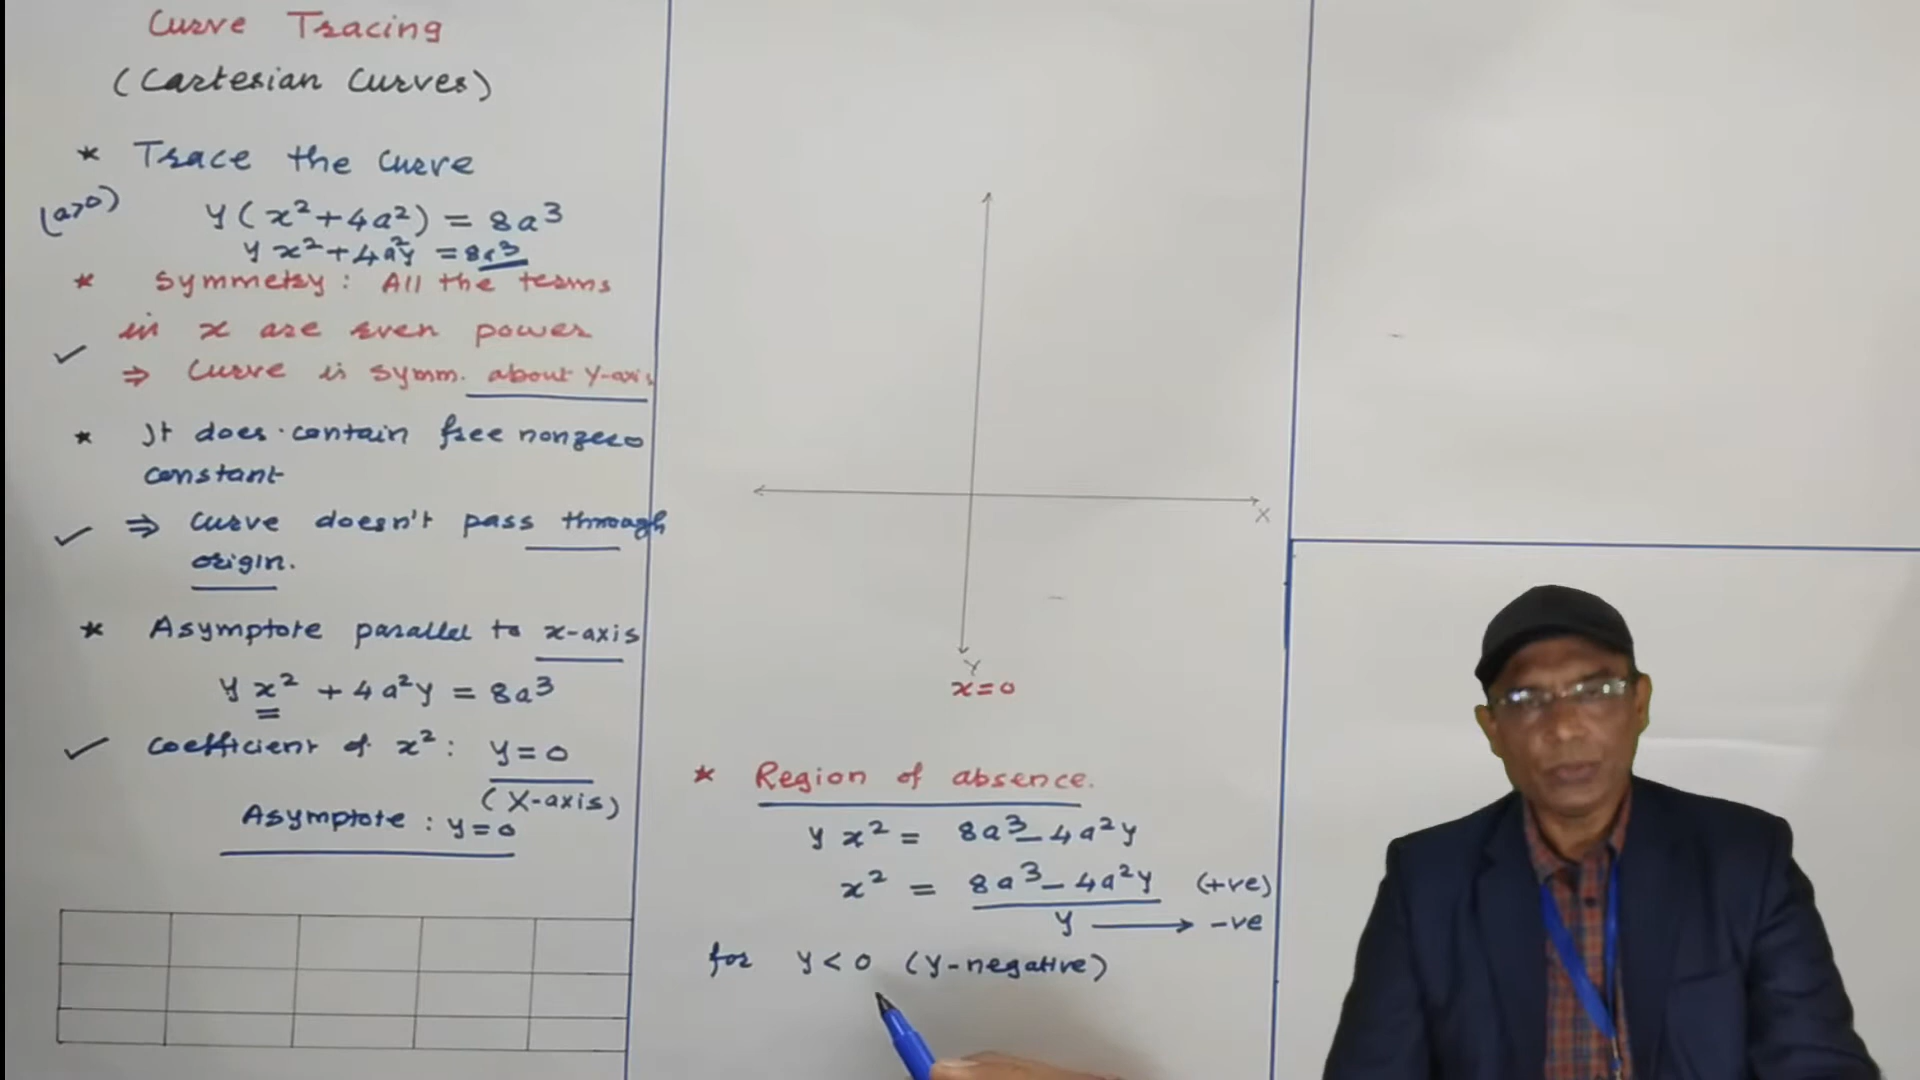 Curve Tracing
(Cartesian Curves)
* Trace the curve
(a>0)
y(x²+4a²) = 8a³
yx²+4a²y = 8a³
* Symmetry: All the terms
in x are even power
✓ ⇒ Curve is symm. about Y-axis
* It does contain free nonzero
constant
✓ ⇒ Curve doesn't pass through
origin.
* Asymptote parallel to x-axis
yx² + 4a²y = 8a³
✓ coefficient of x²: y=0
(X-axis)
Asymptote: y=0
X
Y
x=0
* Region of absence.
yx² = 8a³-4a²y
x² = 8a³-4a²y (+ve)
y ⟶ -ve
for y<0 (y-negative)